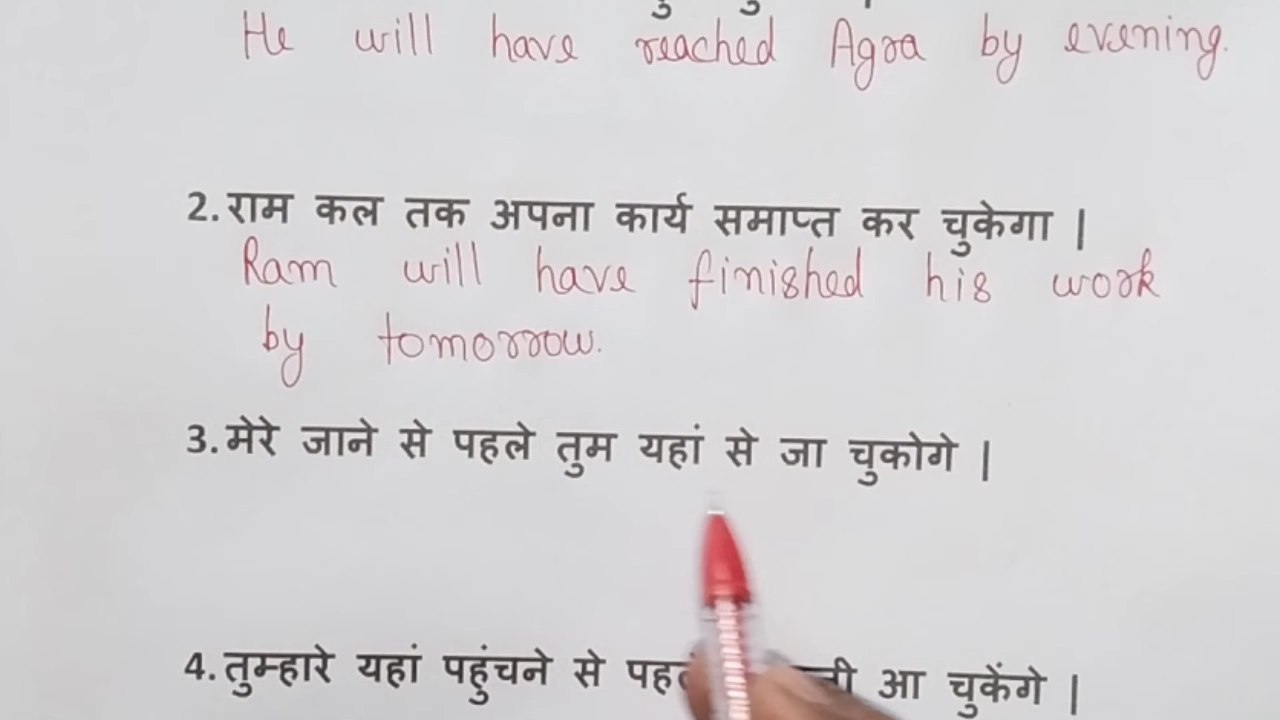 He will have reached Agra by evening.
2. राम कल तक अपना कार्य समाप्त कर चुकेगा |
Ram will have finished his work
by tomorrow.
3. मेरे जाने से पहले तुम यहां से जा चुकोगे |
4. तुम्हारे यहां पहुंचने से आ चुकेंगे |